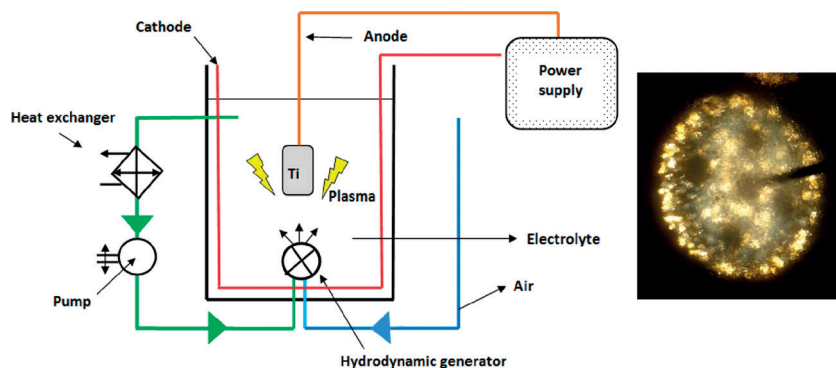 Cathode
Anode
Power
supply
Heat exchanger
Ti
Plasma
Electrolyte
Pump
Air
Hydrodynamic generator